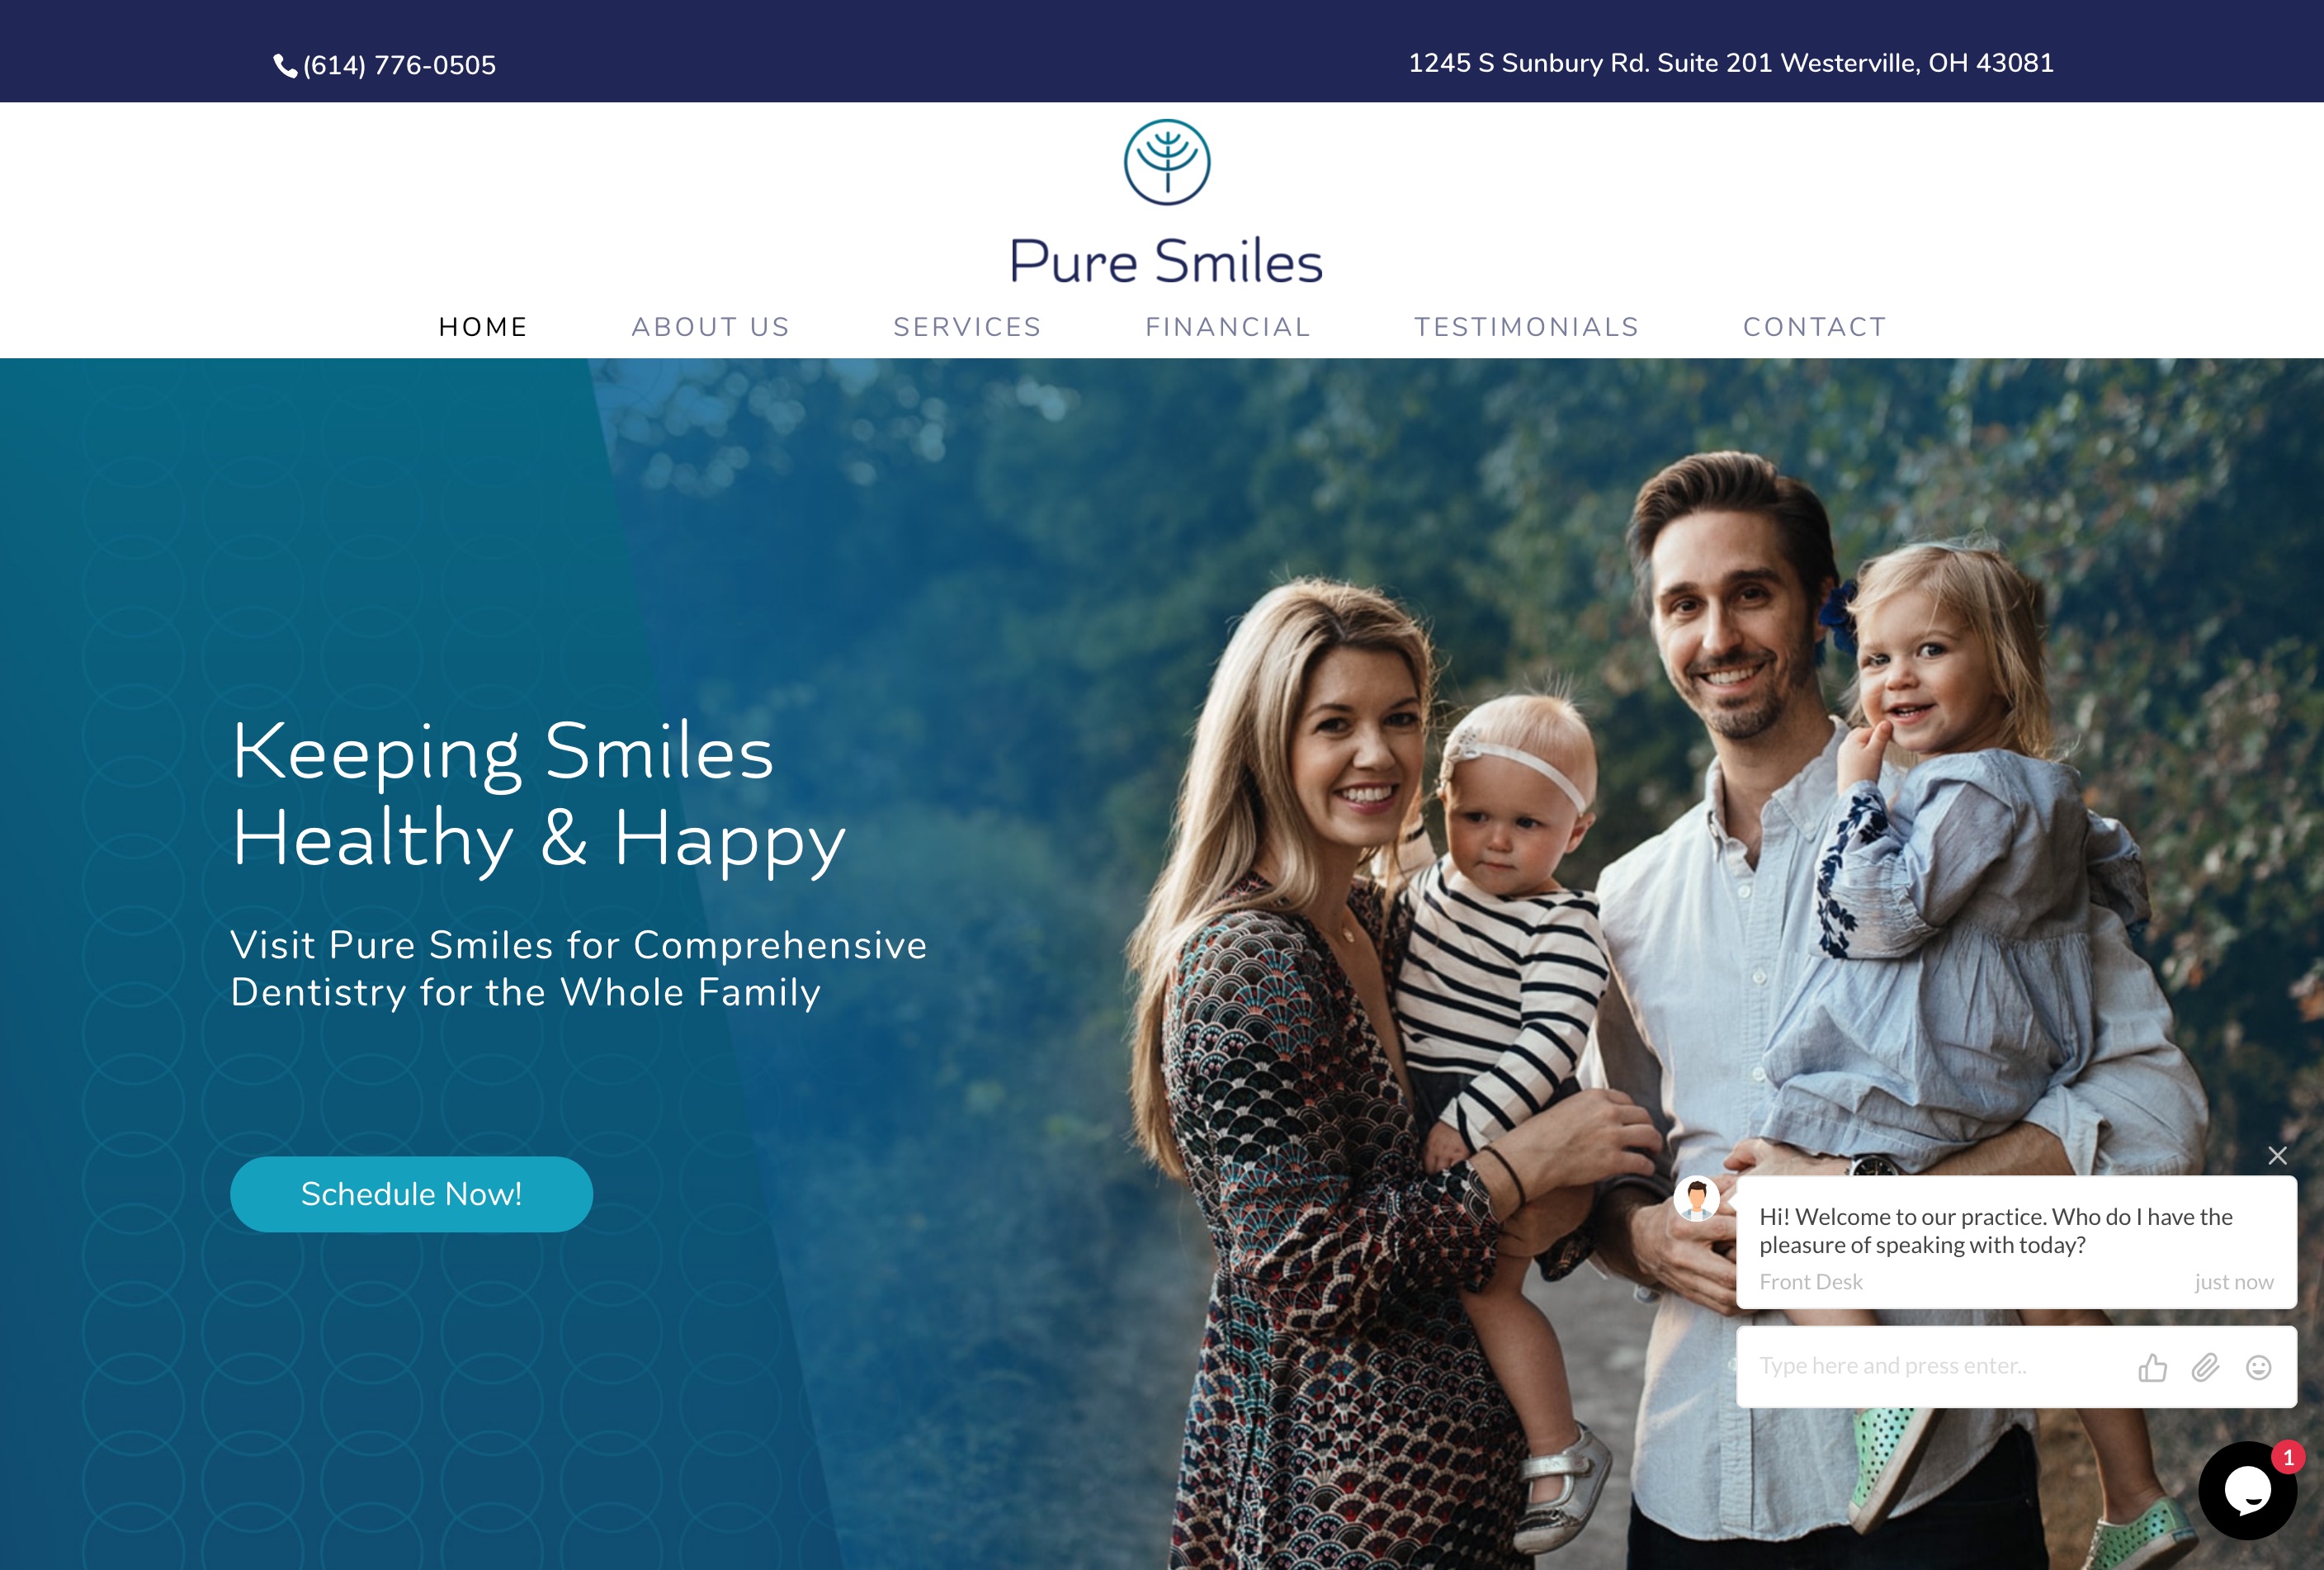 (614) 776-0505
1245 S Sunbury Rd. Suite 201 Westerville, OH 43081
Pure Smiles
HOME
ABOUT US
SERVICES
FINANCIAL
TESTIMONIALS
CONTACT
Keeping Smiles
Healthy & Happy
Visit Pure Smiles for Comprehensive
Dentistry for the Whole Family
Schedule Now!
Hi! Welcome to our practice. Who do I have the
pleasure of speaking with today?
Front Desk
just now
Type here and press enter..
1